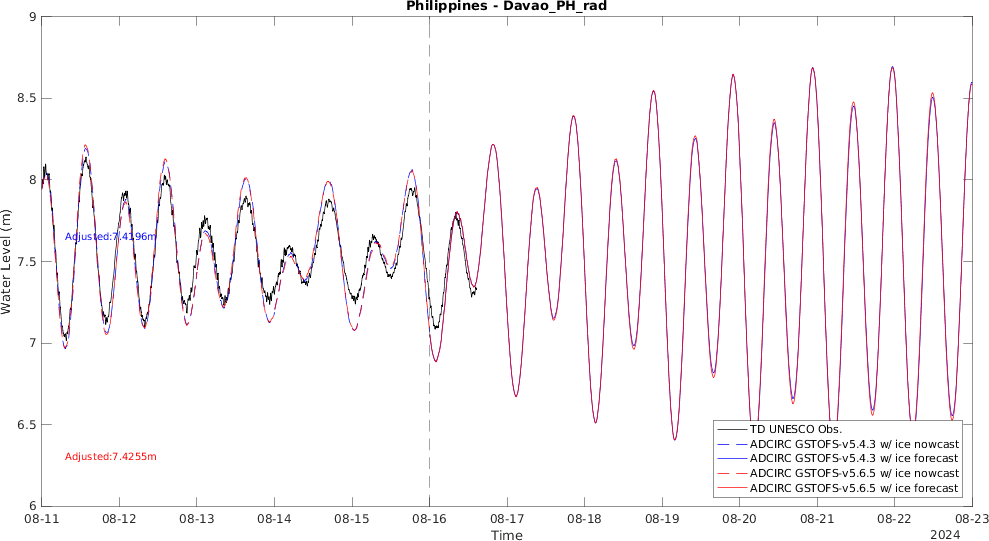 Philippines - Davao_PH_rad
9
8.5
8
7.5
7
6.5
6
Water Level (m)
Adjusted:7.4196m
Adjusted:7.4255m
TD UNESCO Obs.
ADCIRC GSTOFS-v5.4.3 w/ ice nowcast
ADCIRC GSTOFS-v5.4.3 w/ ice forecast
ADCIRC GSTOFS-v5.6.5 w/ ice nowcast
ADCIRC GSTOFS-v5.6.5 w/ ice forecast
08-11 08-12 08-13 08-14 08-15 08-16 08-17 08-18 08-19 08-20 08-21 08-22 08-23
Time
2024